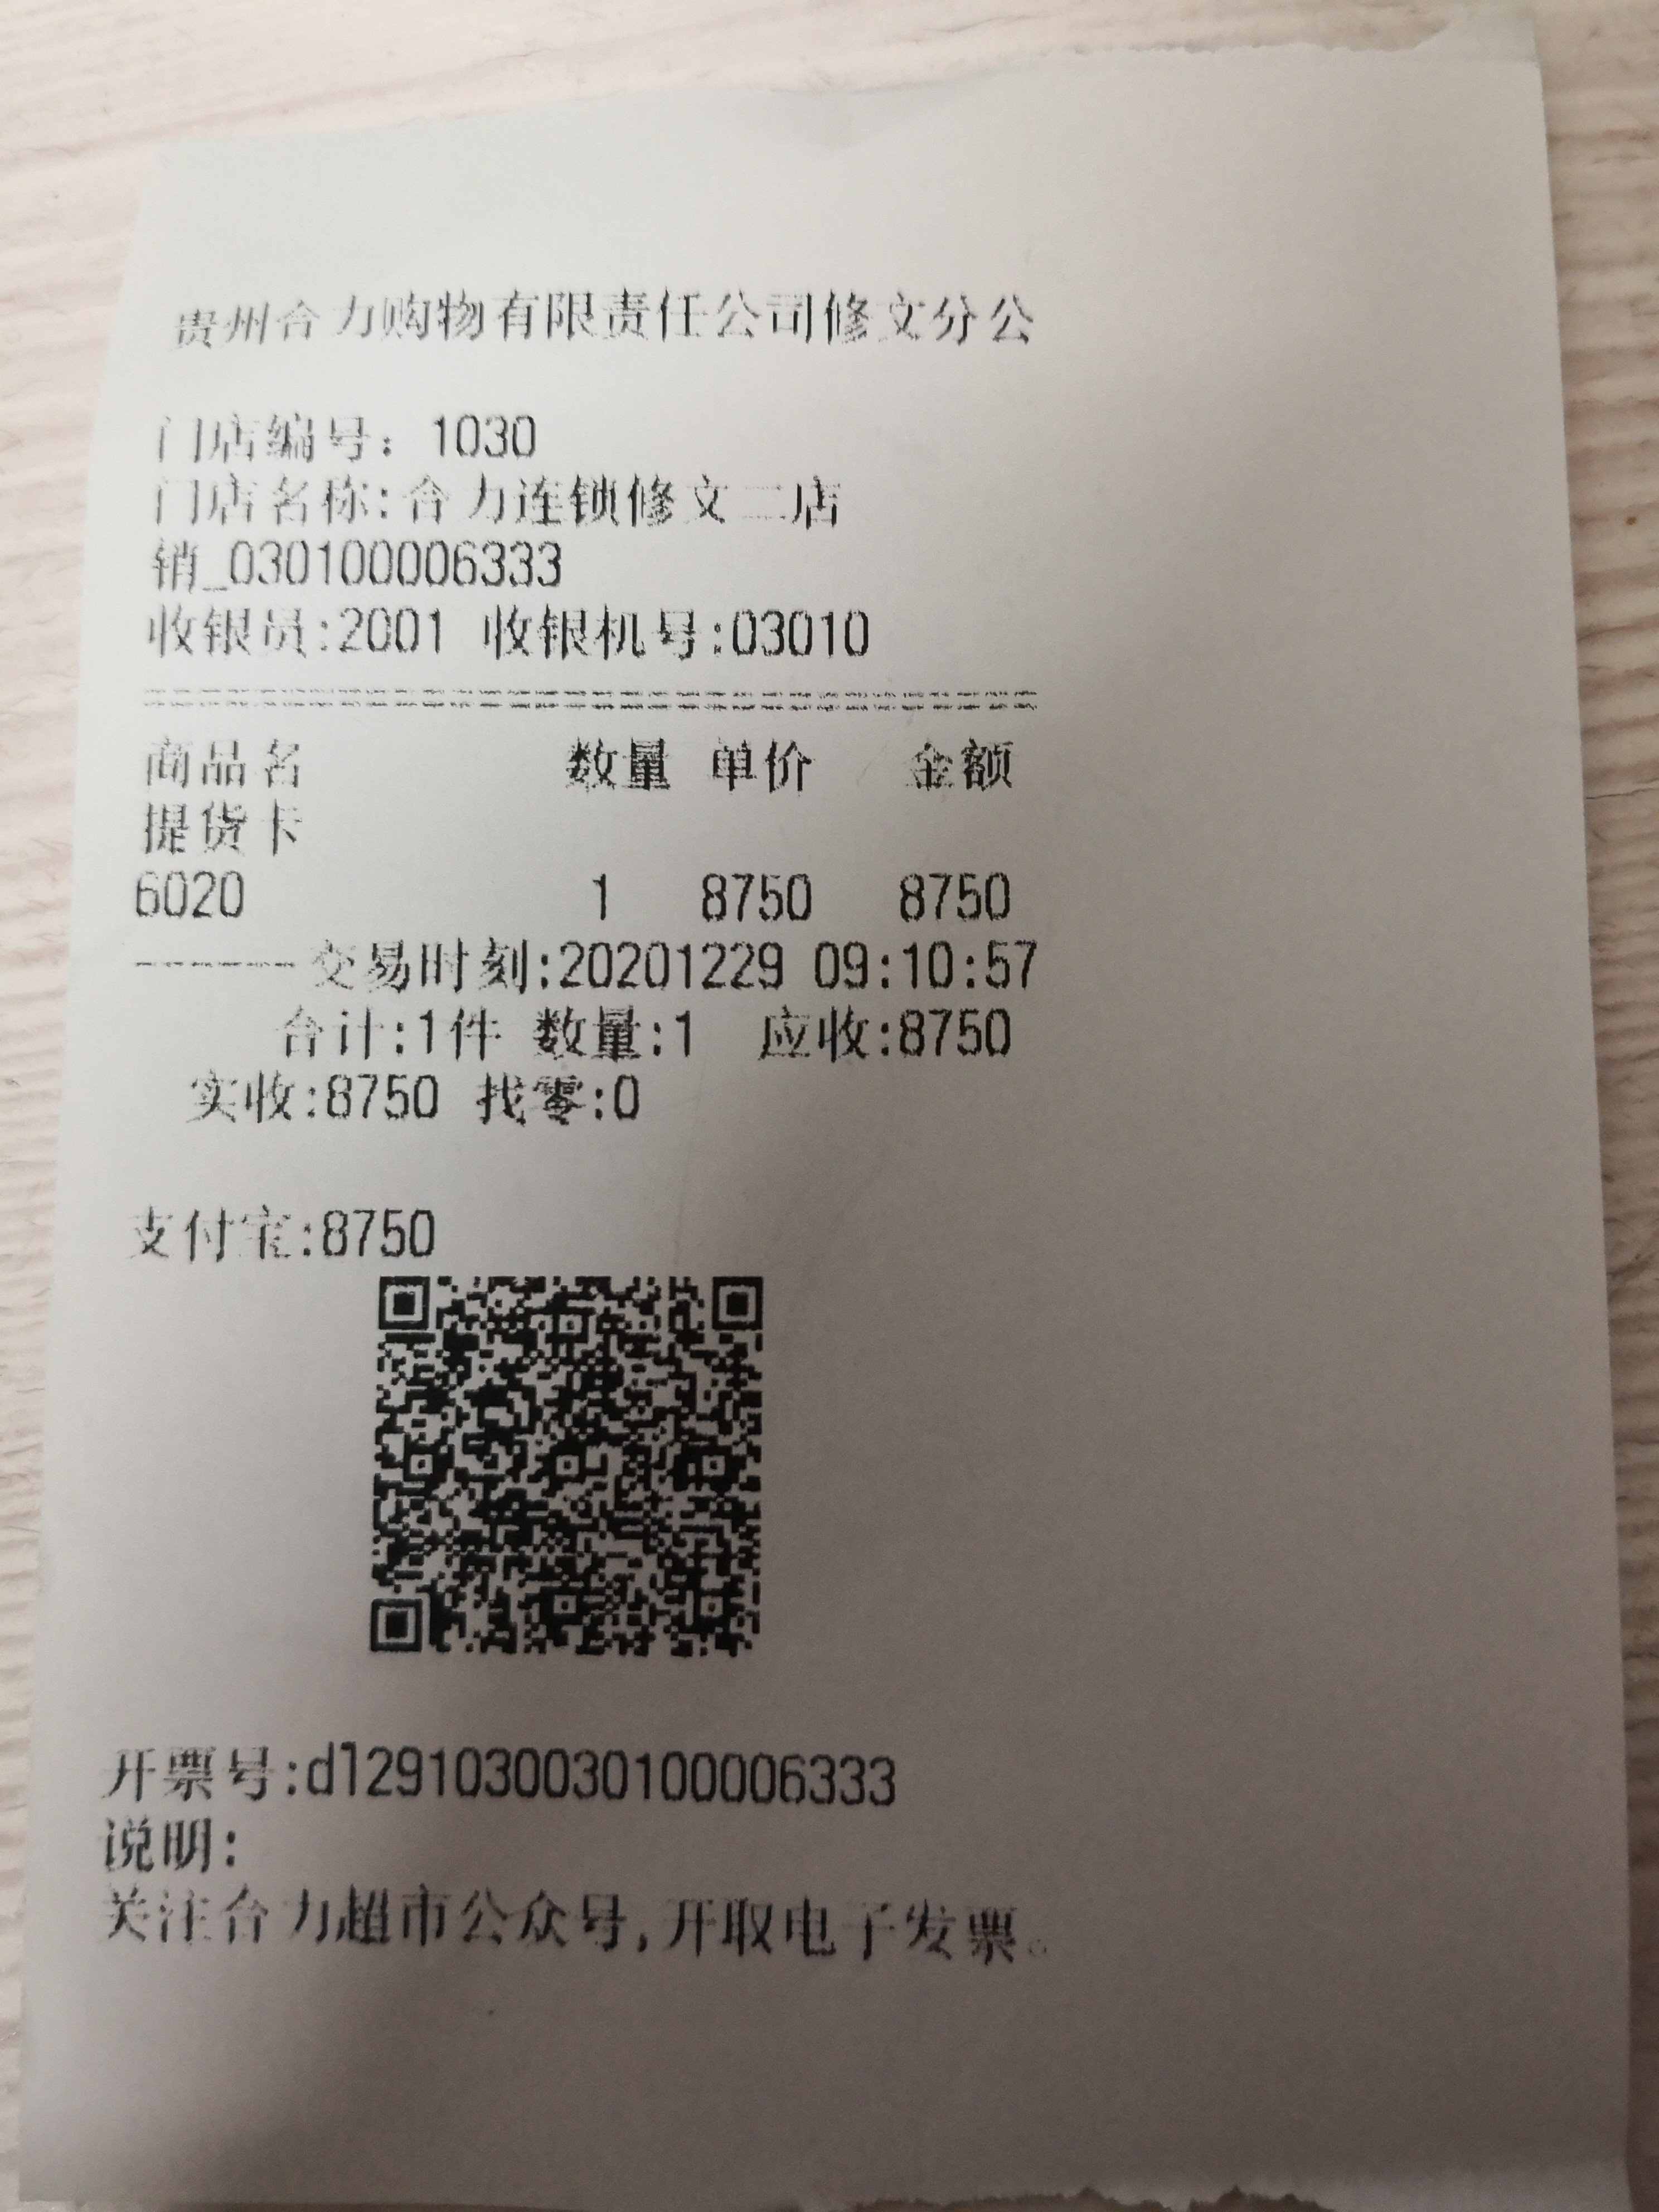 贵州合力购物有限责任公司修文分公
门店编号：1030
门店名称:合力连锁修文二店
销_030100006333
收银员:2001 收银机号:03010
商品名 数量 单价 金额
提货卡
6020 1 8750 8750
------交易时刻:20201229 09:10:57
合计:1件 数量:1 应收:8750
实收:8750 找零:0
支付宝:8750
开票号:d1291030030100006333
说明:
关注合力超市公众号,开取电子发票。